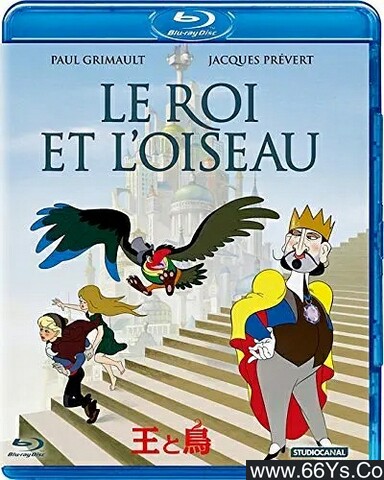 Blu-ray Disc
PAUL GRIMAULT JACQUES PRÉVERT
LE ROI
ET L'OISEAU
王と鳥
Blu-ray Disc
STUDIOCANAL
www.66Ys.Co